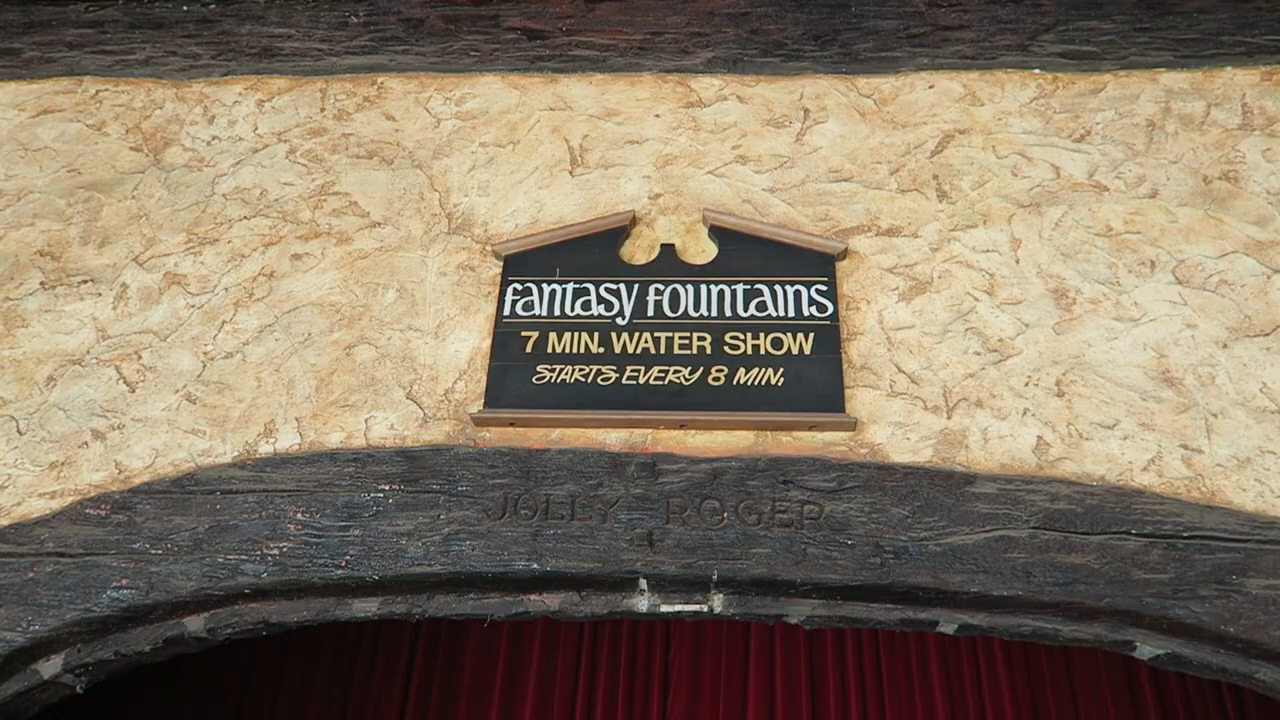 fantasy fountains
7 MIN. WATER SHOW
STARTS EVERY 8 MIN.
JOLLY ROGER